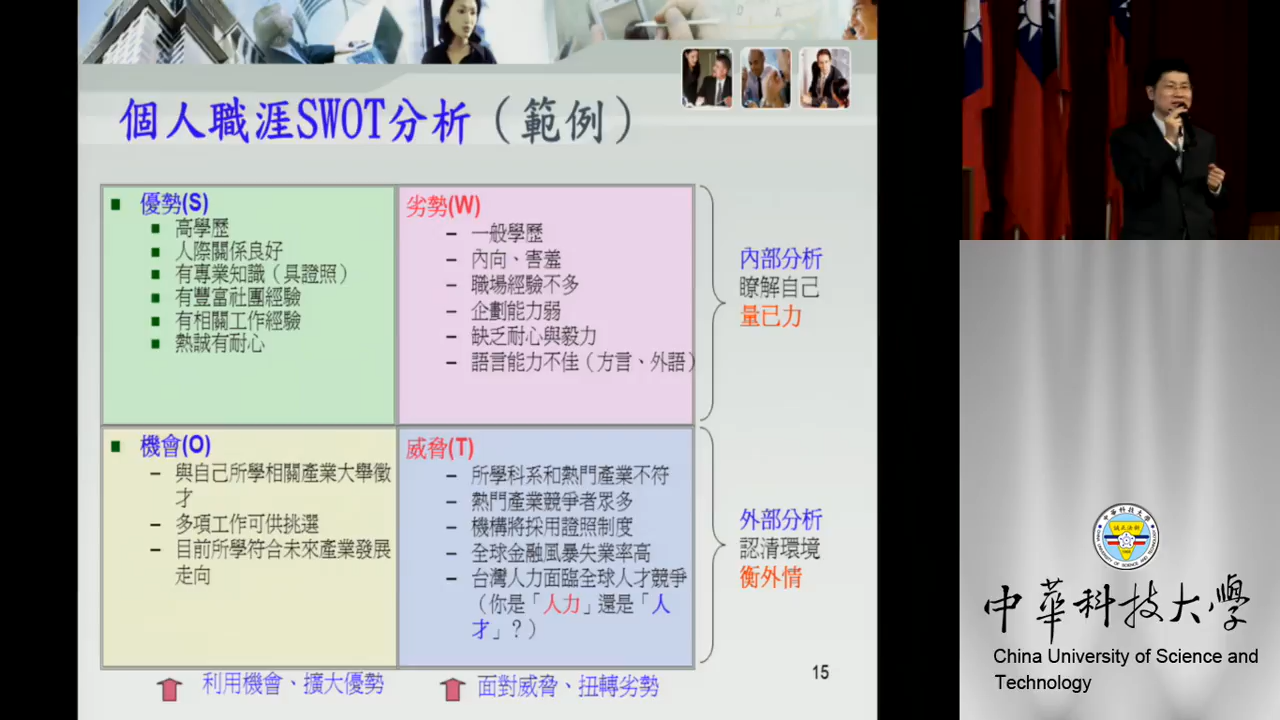 個人職涯SWOT分析（範例）
優勢(S)
高學歷
人際關係良好
有專業知識（具證照）
有豐富社團經驗
有相關工作經驗
熱誠有耐心
劣勢(W)
一般學歷
內向、害羞
職場經驗不多
企劃能力弱
缺乏耐心與毅力
語言能力不佳（方言、外語）
內部分析
瞭解自己
量已力
機會(O)
與自己所學相關產業大舉徵
才
多項工作可供挑選
目前所學符合未來產業發展
走向
威脅(T)
所學科系和熱門產業不符
熱門產業競爭者眾多
機構將採用證照制度
全球金融風暴失業率高
台灣人力面臨全球人才競爭
（你是「人力」還是「人
才」？）
外部分析
認清環境
衡外情
利用機會、擴大優勢
面對威脅、扭轉劣勢
15
中華科技大學
China University of Science and
Technology